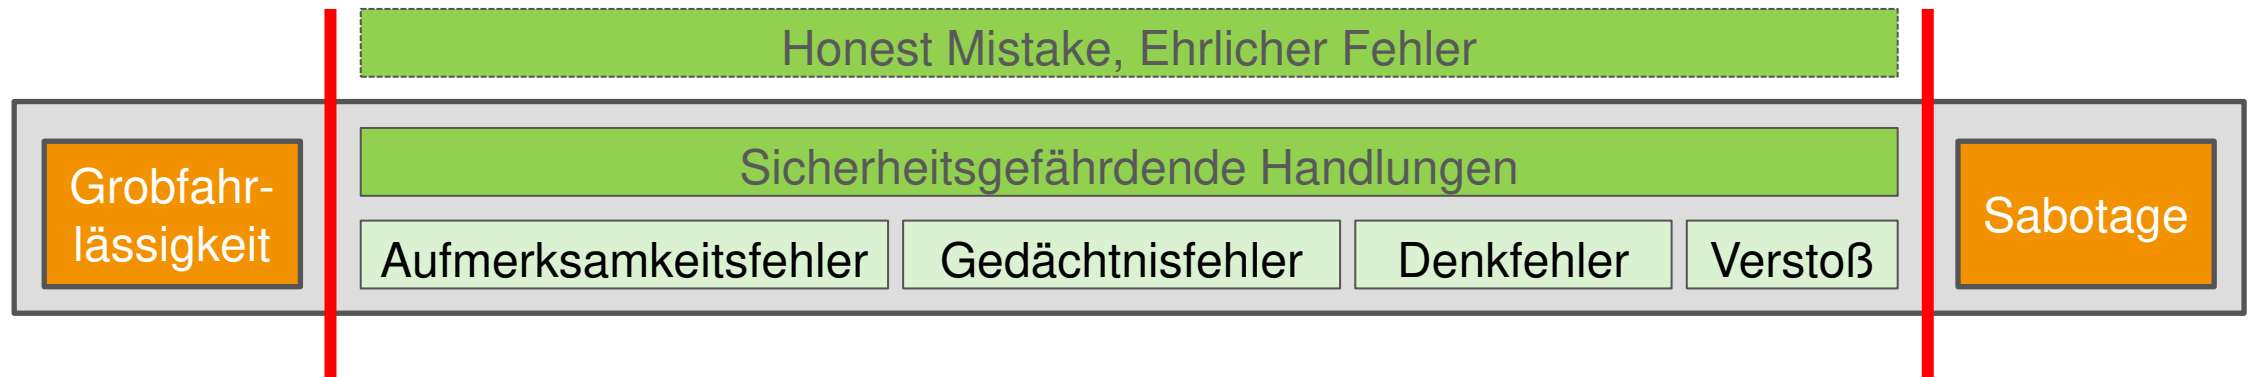 Honest Mistake, Ehrlicher Fehler
Grobfahr-
lässigkeit
Sicherheitsgefährdende Handlungen
Aufmerksamkeitsfehler
Gedächtnisfehler
Denkfehler
Verstoß
Sabotage